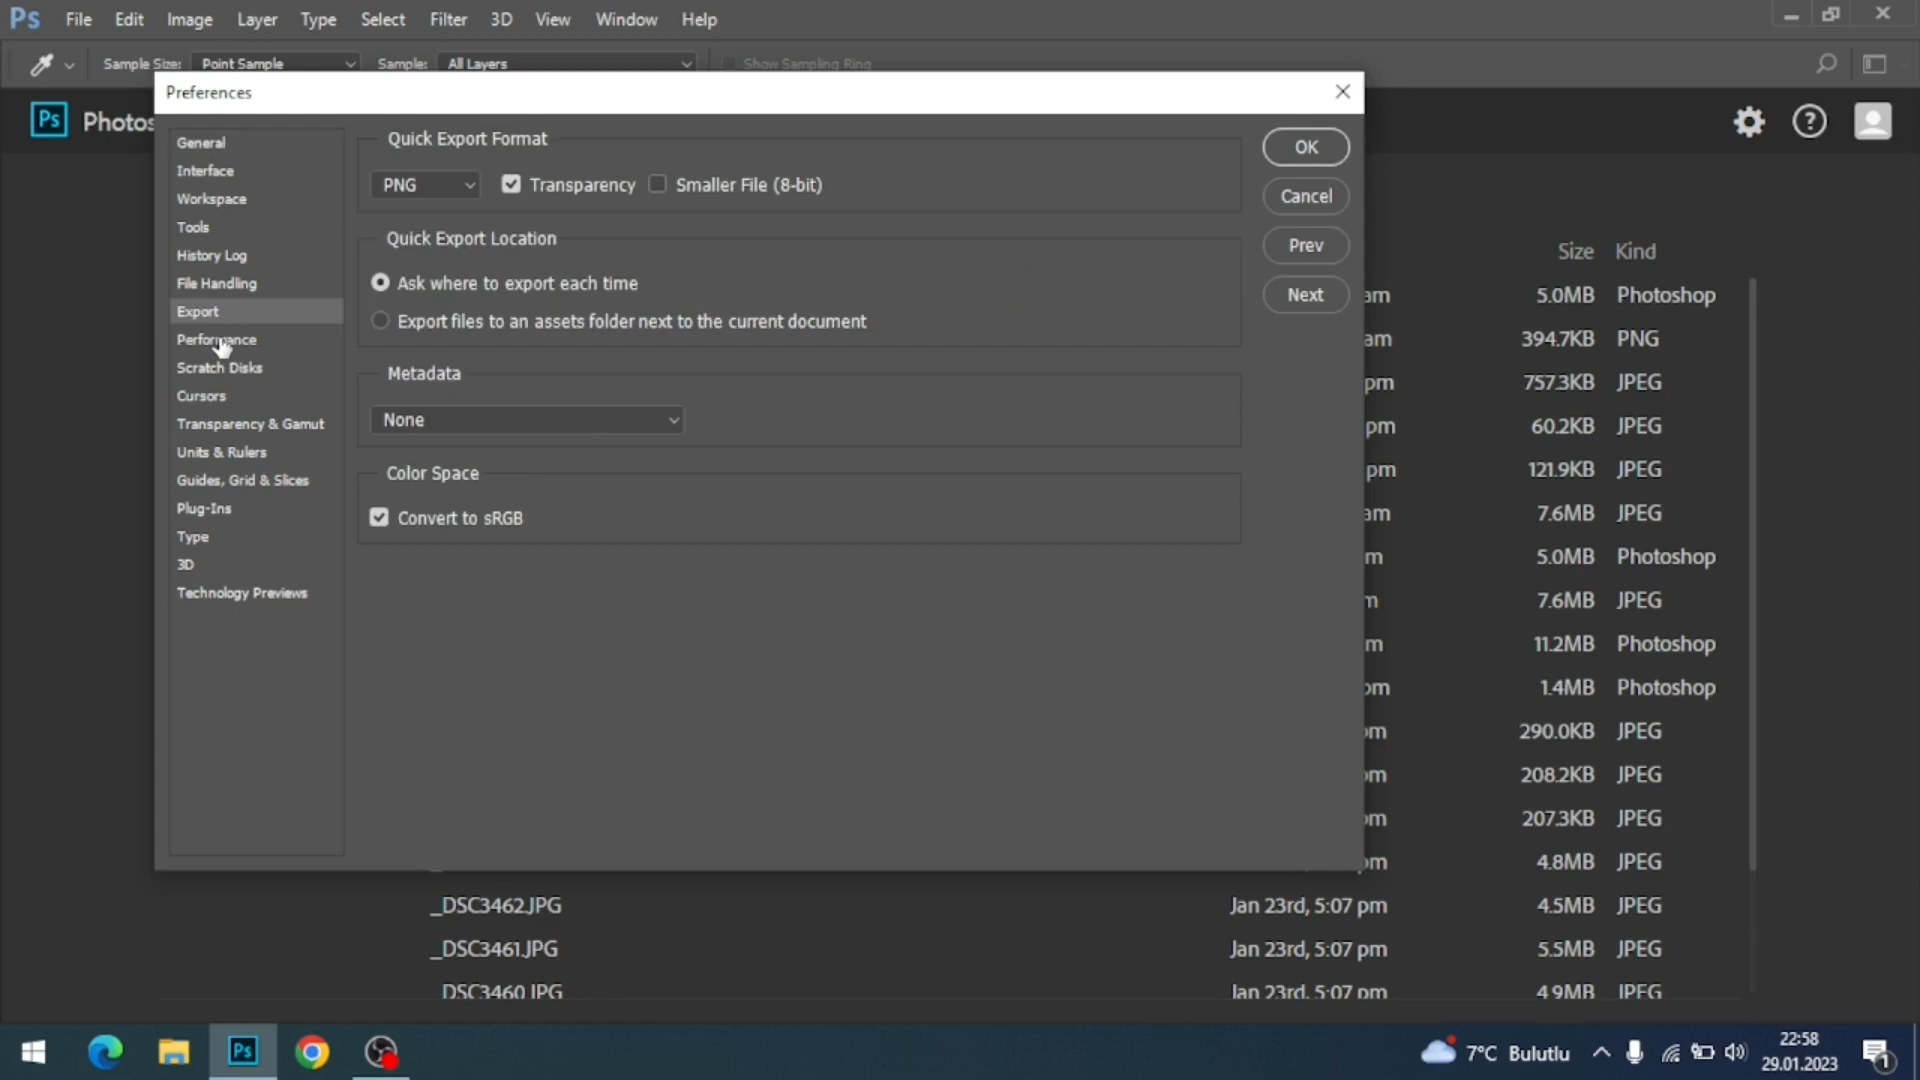 Ps File Edit Image Layer Type Select Filter 3D View Window Help
Sample Size: Point Sample Sample: All Layers Show Sampling Ring
Preferences
Ps Photos
General
Interface
Workspace
Tools
History Log
File Handling
Export
Performance
Scratch Disks
Cursors
Transparency & Gamut
Units & Rulers
Guides, Grid & Slices
Plug-Ins
Type
3D
Technology Previews
Quick Export Format
PNG Transparency Smaller File (8-bit)
Quick Export Location
Ask where to export each time
Export files to an assets folder next to the current document
Metadata
None
Color Space
Convert to sRGB
OK
Cancel
Prev
Next
Size Kind
am 5.0MB Photoshop
am 394.7KB PNG
pm 757.3KB JPEG
pm 60.2KB JPEG
pm 121.9KB JPEG
am 7.6MB JPEG
m 5.0MB Photoshop
m 7.6MB JPEG
m 11.2MB Photoshop
pm 1.4MB Photoshop
pm 290.0KB JPEG
pm 208.2KB JPEG
pm 207.3KB JPEG
pm 4.8MB JPEG
_DSC3462.JPG Jan 23rd, 5:07 pm 4.5MB JPEG
_DSC3461.JPG Jan 23rd, 5:07 pm 5.5MB JPEG
_DSC3460.JPG Jan 23rd, 5:07 pm 4.9MB JPEG
Ps
7°C Bulutlu
22:58
29.01.2023
1